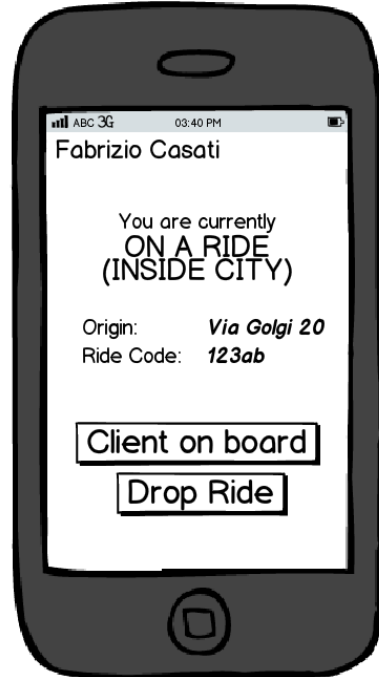 ABC 3G 03:40 PM
Fabrizio Casati
You are currently
ON A RIDE
(INSIDE CITY)
Origin: Via Golgi 20
Ride Code: 123ab
Client on board
Drop Ride